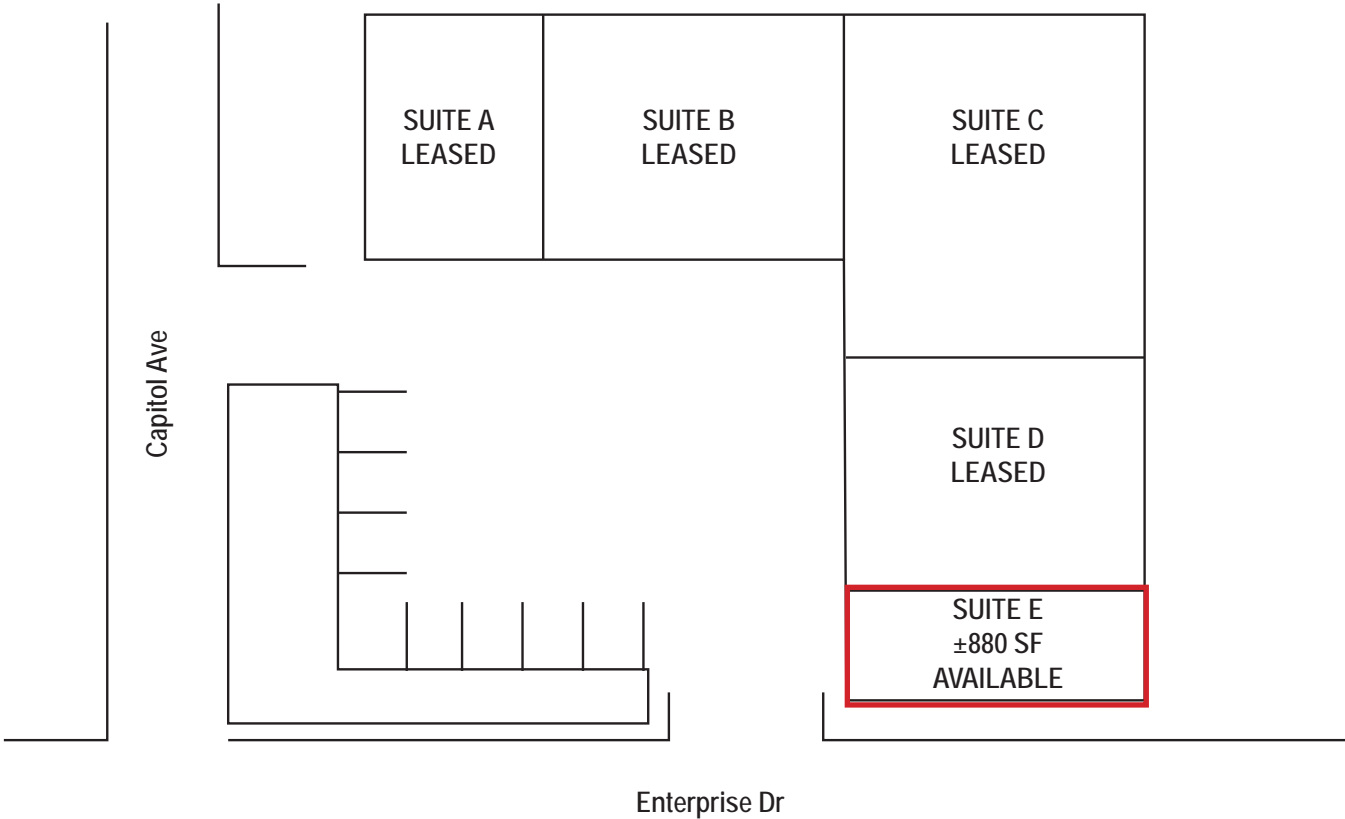 SUITE A
LEASED
SUITE B
LEASED
SUITE C
LEASED
Capitol Ave
SUITE D
LEASED
SUITE E
±880 SF
AVAILABLE
Enterprise Dr